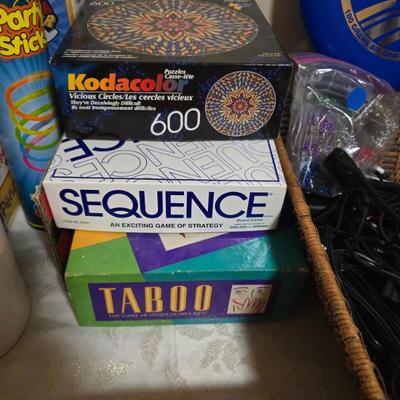 Party
Stick
Kodacolor
Puzzles
Casse-tête
Vicious Circles/Les cercles vicieux
They're Deceivingly Difficult
Ils sont trompeusement difficiles
600
SEQUENCE
AN EXCITING GAME OF STRATEGY
TABOO
THE GAME OF UNSPEAKABLE FUN